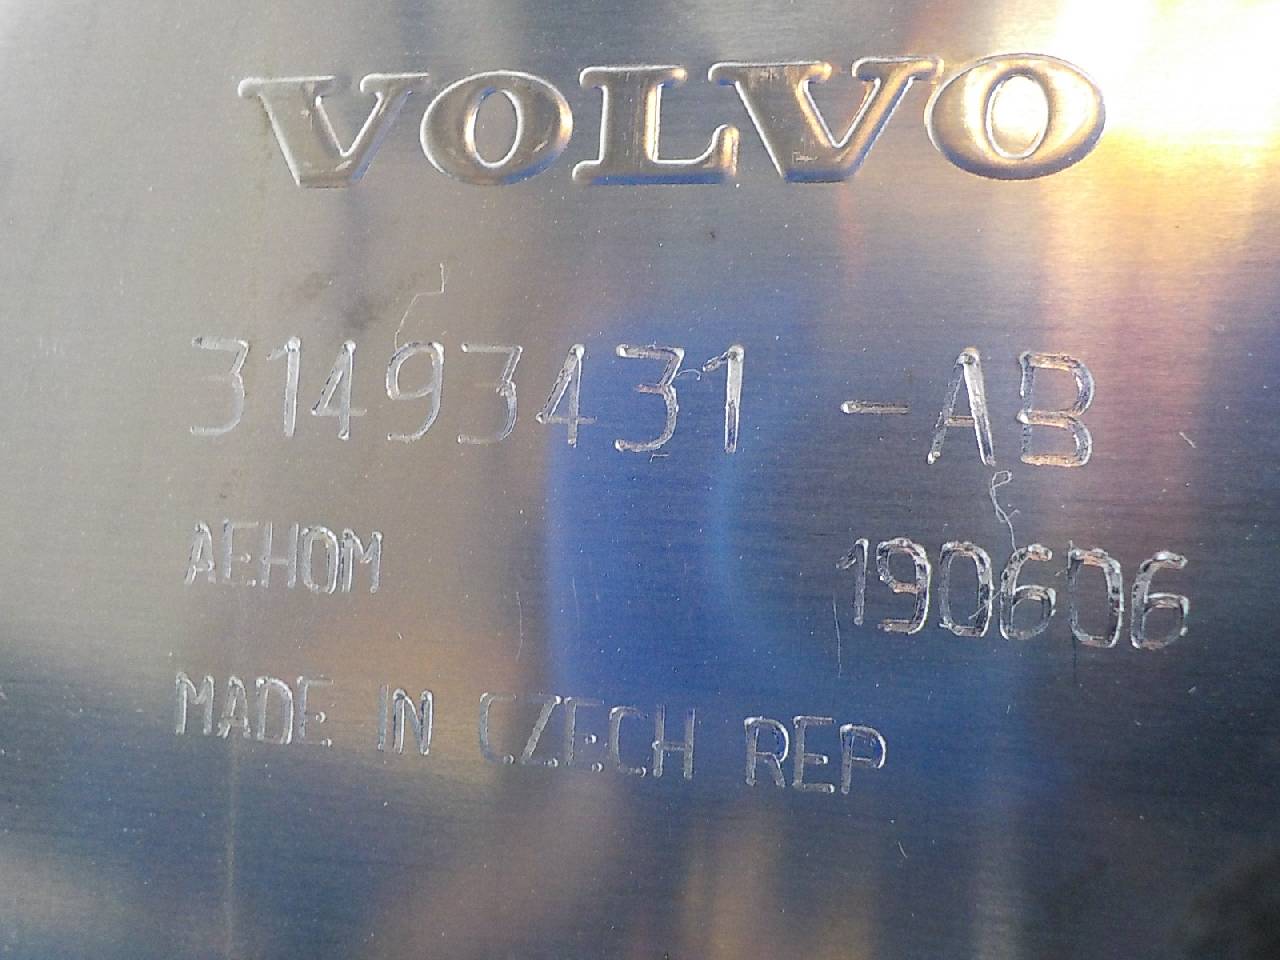 VOLVO
31493431 -AB
AEHOM 190606
MADE IN CZECH REP